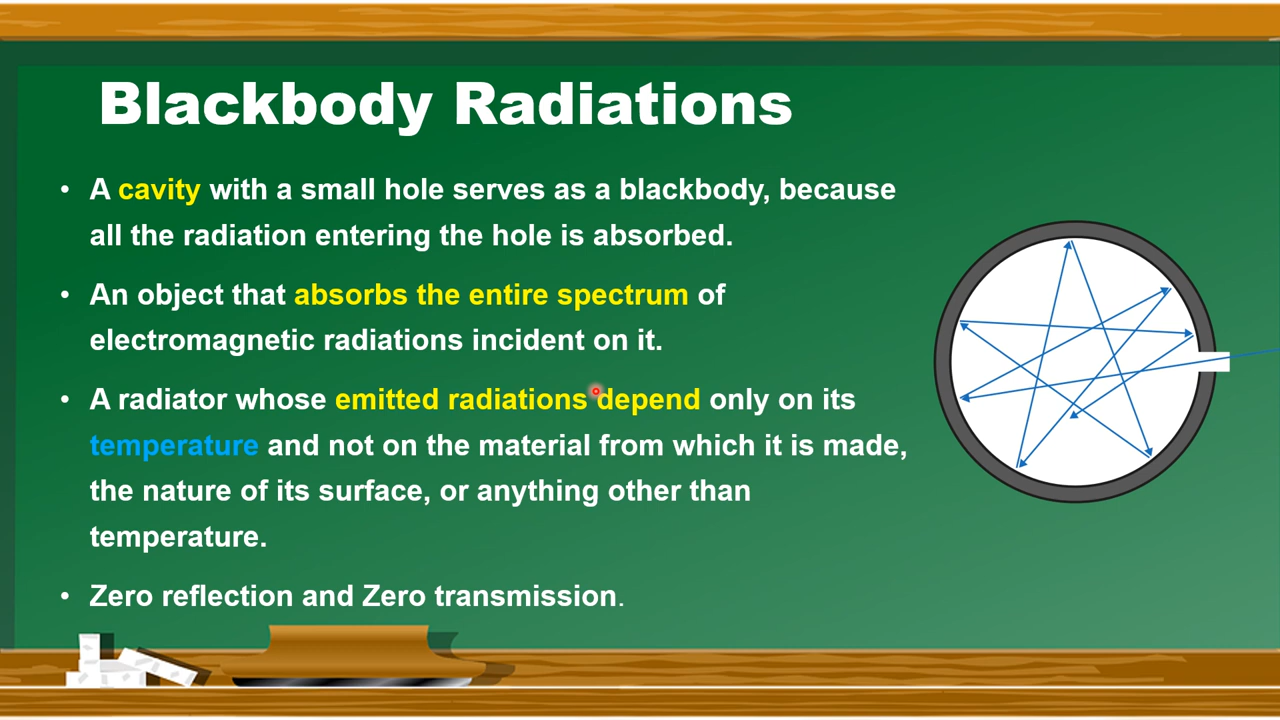 Blackbody Radiations
• A cavity with a small hole serves as a blackbody, because
all the radiation entering the hole is absorbed.
• An object that absorbs the entire spectrum of
electromagnetic radiations incident on it.
• A radiator whose emitted radiations depend only on its
temperature and not on the material from which it is made,
the nature of its surface, or anything other than
temperature.
• Zero reflection and Zero transmission.